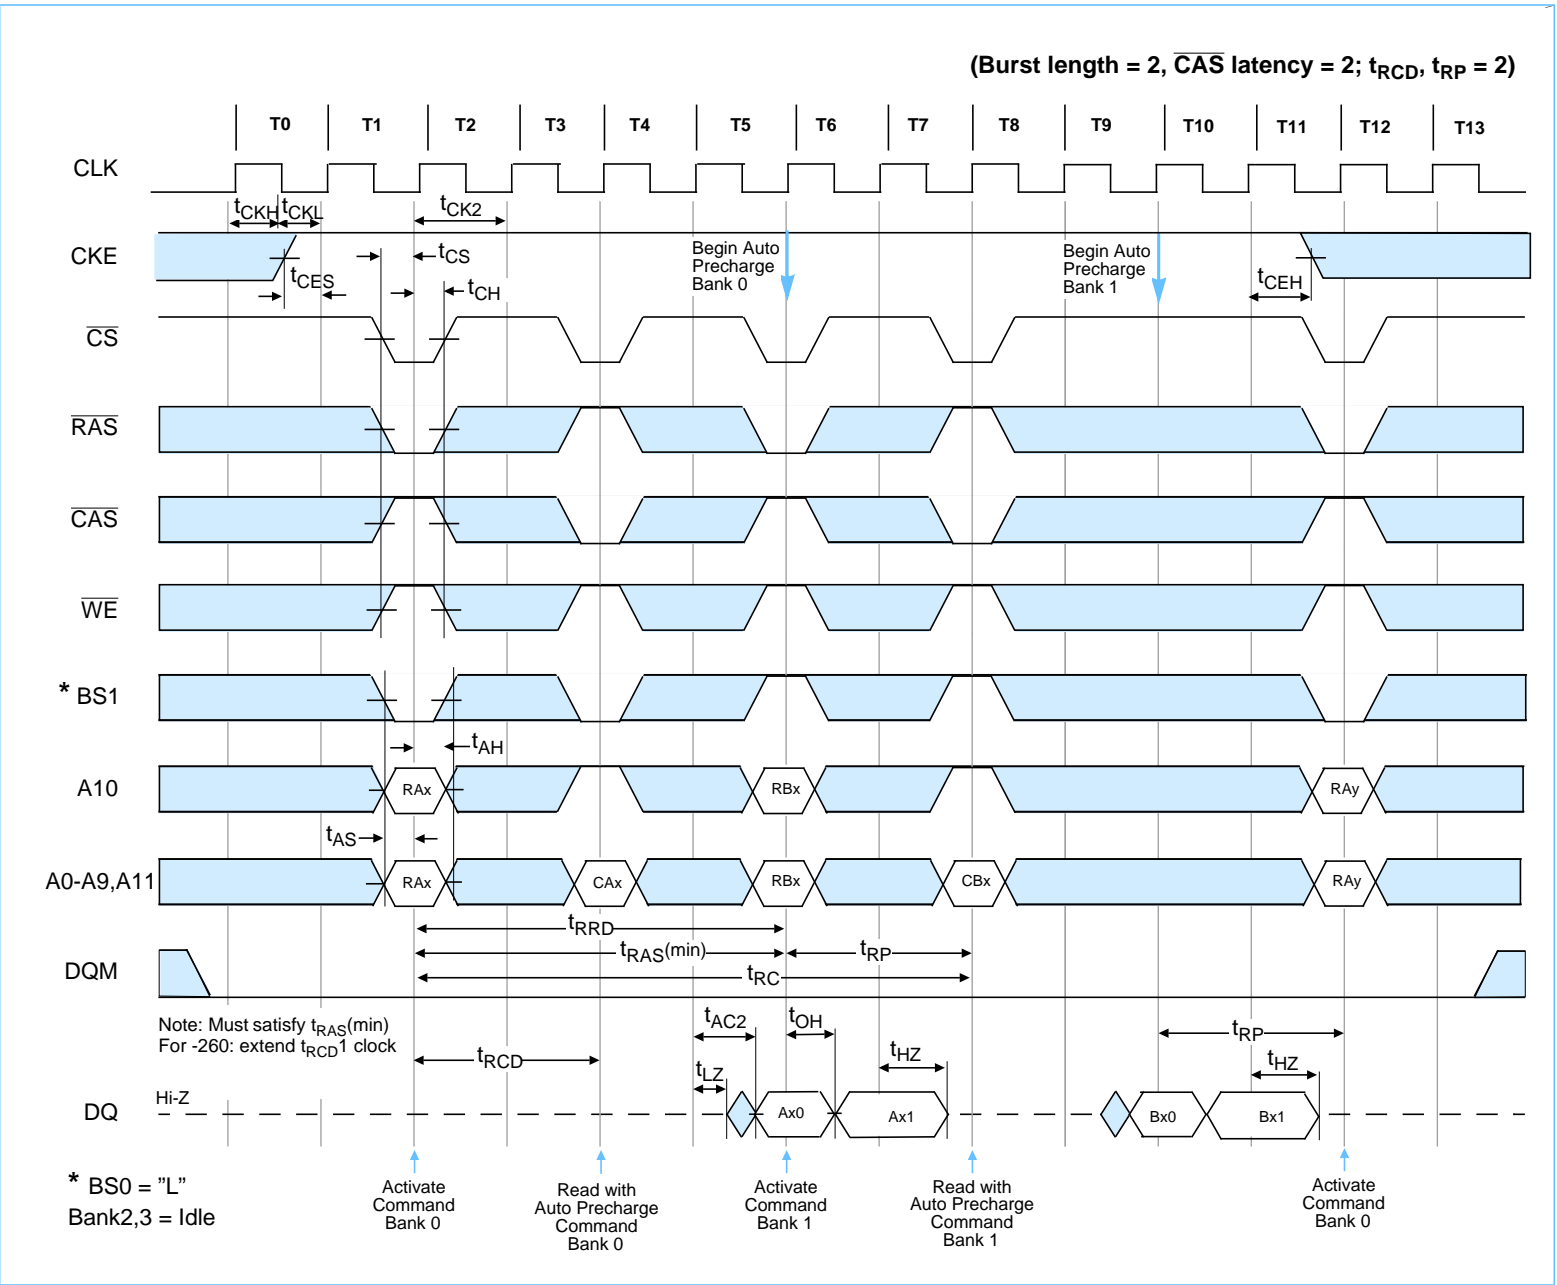 (Burst length = 2, CAS latency = 2; tRCD, tRP = 2)
T0 T1 T2 T3 T4 T5 T6 T7 T8 T9 T10 T11 T12 T13
CLK
tCKH tCKL tCK2
CKE
tCS
tCES
tCH
Begin Auto
Precharge
Bank 0
Begin Auto
Precharge
Bank 1
tCEH
CS
RAS
CAS
WE
* BS1
tAH
A10
RAx RBx RAy
tAS
A0-A9,A11
RAx CAx RBx CBx RAy
tRRD
tRAS(min) tRP
tRC
DQM
Note: Must satisfy tRAS(min)
For -260: extend tRCD1 clock
tRCD
tAC2 tOH
tLZ
tHZ
tRP
tHZ
Hi-Z
DQ
Ax0 Ax1 Bx0 Bx1
* BS0 = ”L”
Bank2,3 = Idle
Activate
Command
Bank 0
Read with
Auto Precharge
Command
Bank 0
Activate
Command
Bank 1
Read with
Auto Precharge
Command
Bank 1
Activate
Command
Bank 0